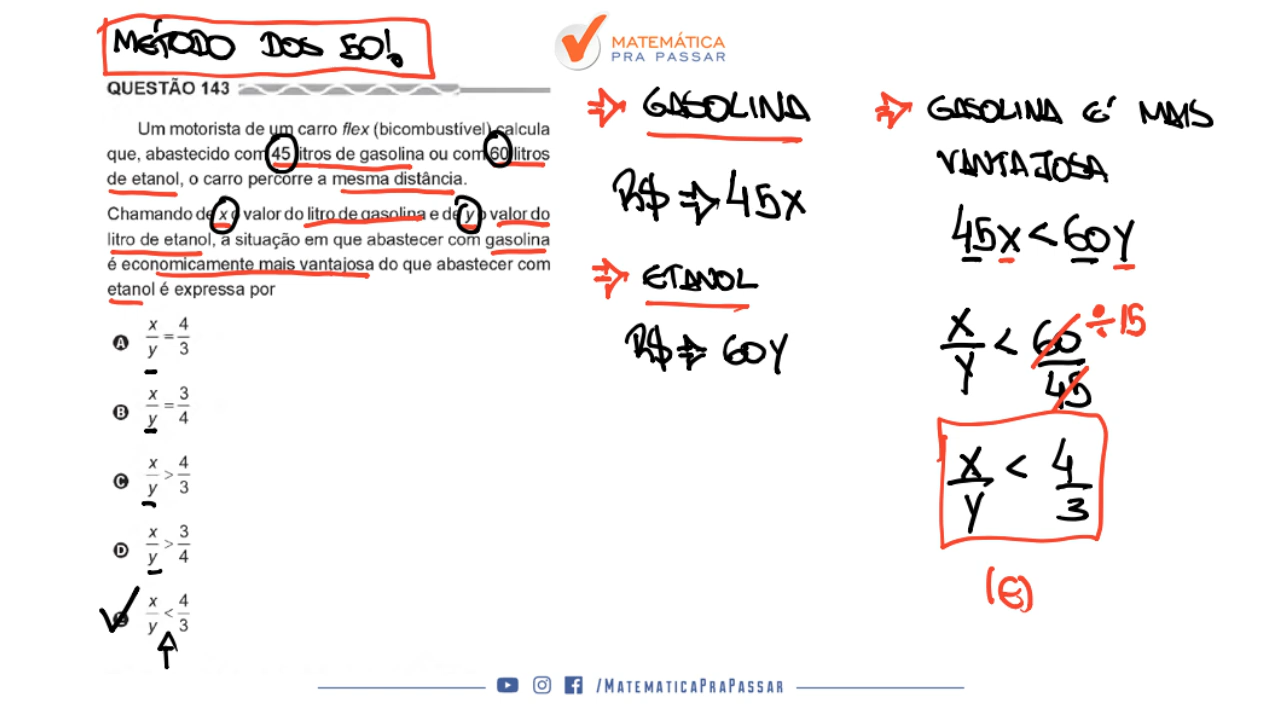 MÉTODO DOS 50!
MATEMÁTICA
PRA PASSAR
QUESTÃO 143
Um motorista de um carro flex (bicombustível) calcula
que, abastecido com 45 litros de gasolina ou com 60 litros
de etanol, o carro percorre a mesma distância.
Chamando de x o valor do litro de gasolina e de y o valor do
litro de etanol, a situação em que abastecer com gasolina
é economicamente mais vantajosa do que abastecer com
etanol é expressa por
A x/y = 4/3
B x/y = 3/4
C x/y > 4/3
D x/y > 3/4
x/y < 4/3
⇒ GASOLINA
R$ ⇒ 45x
⇒ ETANOL
R$ ⇒ 60y
⇒ GASOLINA É MAIS
VANTAJOSA
45x < 60y
x/y < 60/45 ÷15
x/y < 4/3
(E)
/MatematicaPraPassar